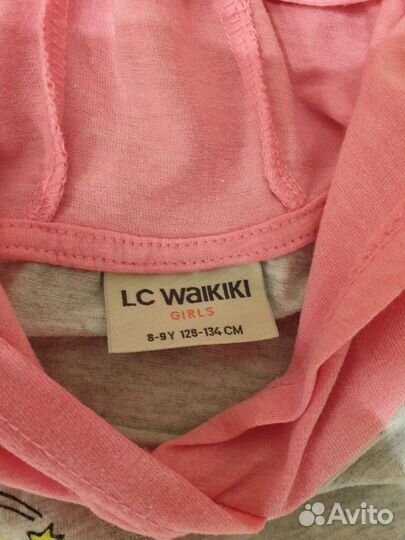 LC WAIKIKI
GIRLS
8-9 Y 128-134 CM
Avito